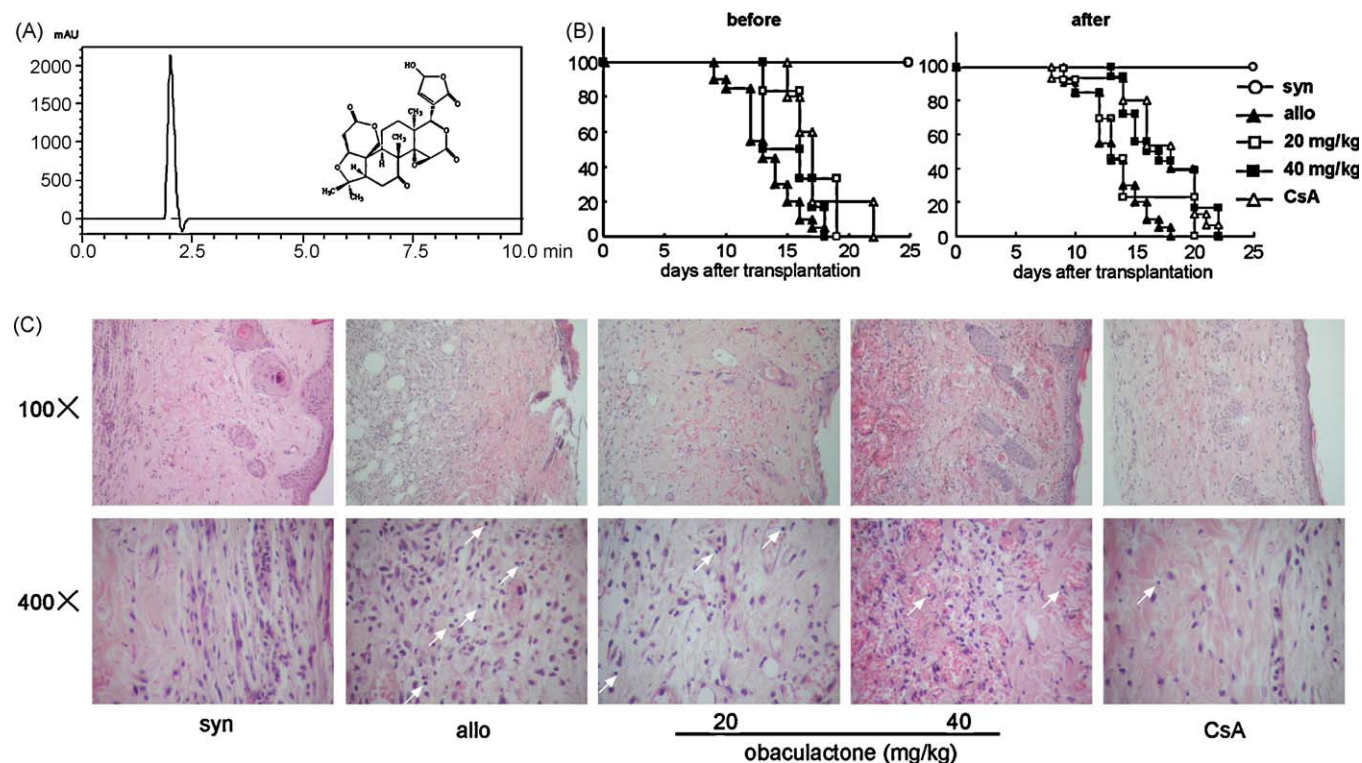 (A)
mAU
2000
1500
1000
500
0
0.0 2.5 5.0 7.5 10.0 min
HO
O
O
O
O
CH₃
O
O
CH₃
H
O
O
H
O
H₃C
CH₃
O
(B)
before
100
80
60
40
20
0
0 5 10 15 20 25
days after transplantation
after
100
80
60
40
20
0
0 5 10 15 20 25
days after transplantation
syn
allo
20 mg/kg
40 mg/kg
CsA
(C)
100×
400×
syn allo 20 40 CsA
obaculactone (mg/kg)